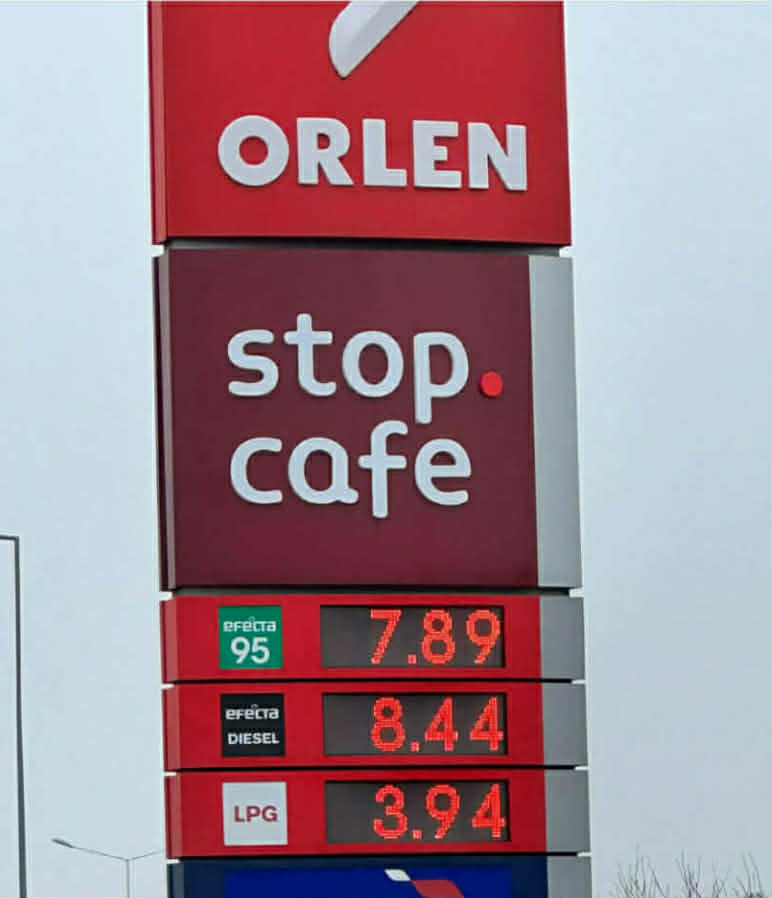 ORLEN
stop.
cafe
efecta
95
7.89
efecta
DIESEL
8.44
LPG
3.94